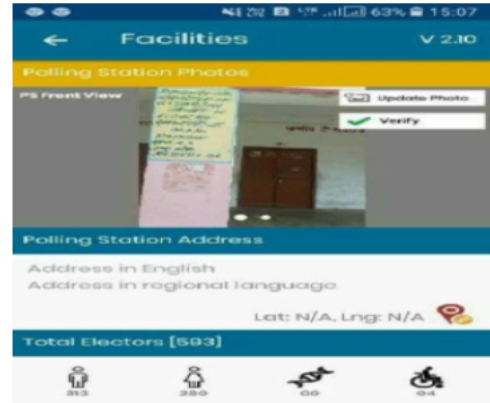 63% 15:07
Facilities V 2.10
Polling Station Photos
PS Front View
Update Photo
Verify
Polling Station Address
Address in English
Address in regional language
Lat: N/A, Lng: N/A
Total Electors [593]
313 280 00 04